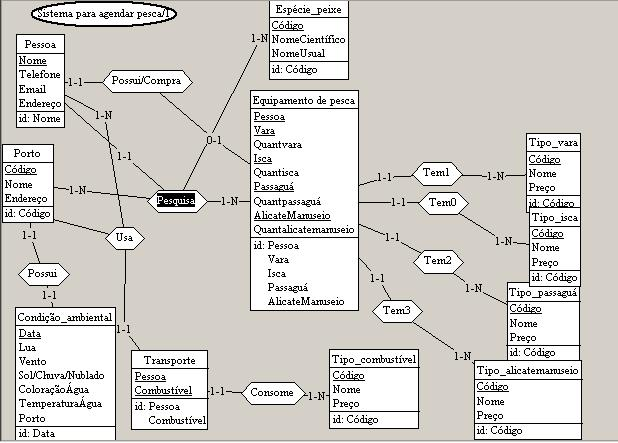 Sistema para agendar pesca/1
Espécie_peixe
Código
NomeCientífico
NomeUsual
id: Código
Pessoa
Nome
Telefone
Email
Endereço
id: Nome
1-1
Possui/Compra
0-1
1-N
1-N
1-1
Equipamento de pesca
Pessoa
Vara
Quantvara
Isca
Quantisca
Passaguá
Quantpassaguá
AlicateManuseio
Quantalicatemanuseio
id: Pessoa
Vara
Isca
Passaguá
AlicateManuseio
Porto
Código
Nome
Endereço
id: Código
1-N
Pesquisa
1-N
1-1
Usa
1-1
Possui
1-1
1-1
Tem1
1-N
1-1
Tem0
1-N
1-1
Tem2
1-N
1-1
Tem3
1-N
Tipo_vara
Código
Nome
Preço
id: Código
Tipo_isca
Código
Nome
Preço
id: Código
Tipo_passaguá
Código
Nome
Preço
id: Código
Tipo_alicatemanuseio
Código
Nome
Preço
id: Código
Condição_ambiental
Data
Lua
Vento
Sol/Chuva/Nublado
ColoraçãoÁgua
TemperaturaÁgua
Porto
id: Data
1-1
Transporte
Pessoa
Combustível
id: Pessoa
Combustível
1-1
Consome
1-N
Tipo_combustível
Código
Nome
Preço
id: Código